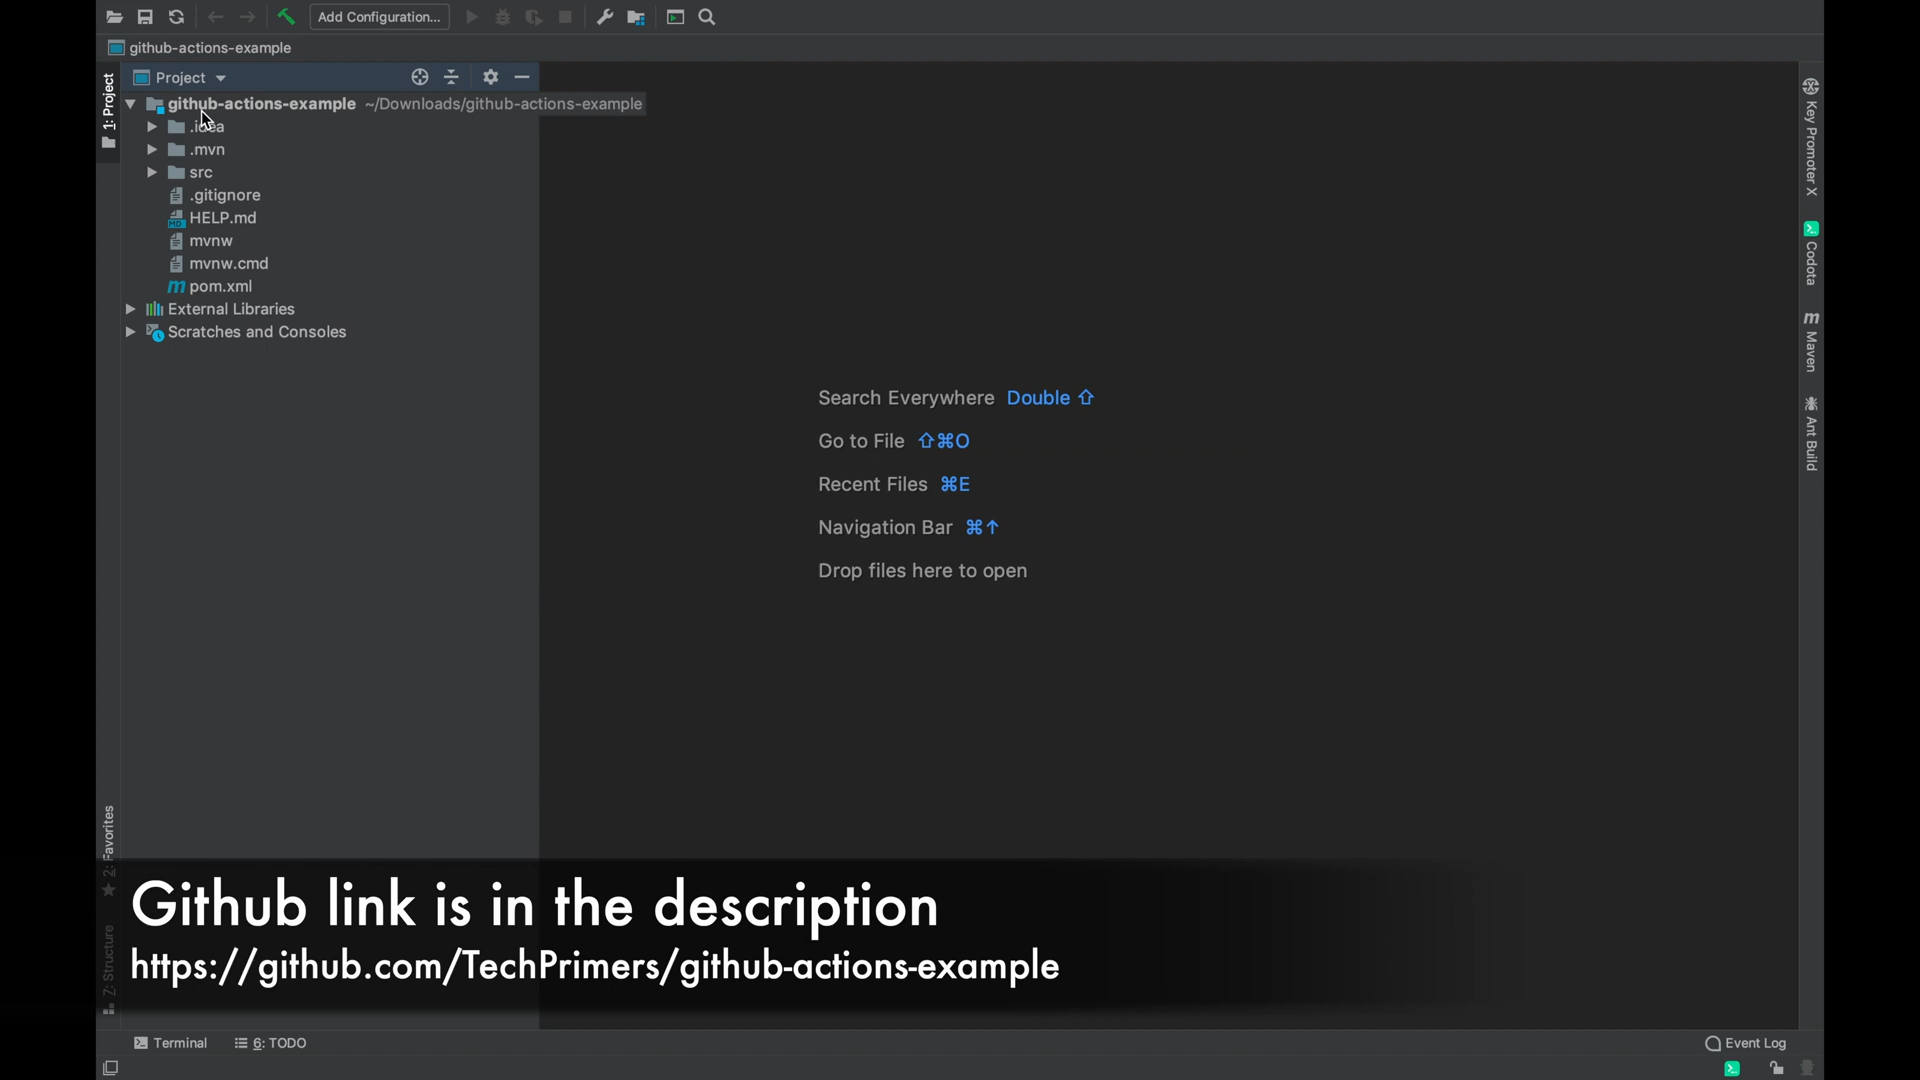 Add Configuration...
github-actions-example
1: Project
Project
github-actions-example ~/Downloads/github-actions-example
.idea
.mvn
src
.gitignore
HELP.md
mvnw
mvnw.cmd
pom.xml
External Libraries
Scratches and Consoles
Search Everywhere Double ⇧
Go to File ⇧⌘O
Recent Files ⌘E
Navigation Bar ⌘↑
Drop files here to open
Key Promoter X
Codota
Maven
Ant Build
2: Favorites
Z: Structure
Github link is in the description
https://github.com/TechPrimers/github-actions-example
Terminal
6: TODO
Event Log